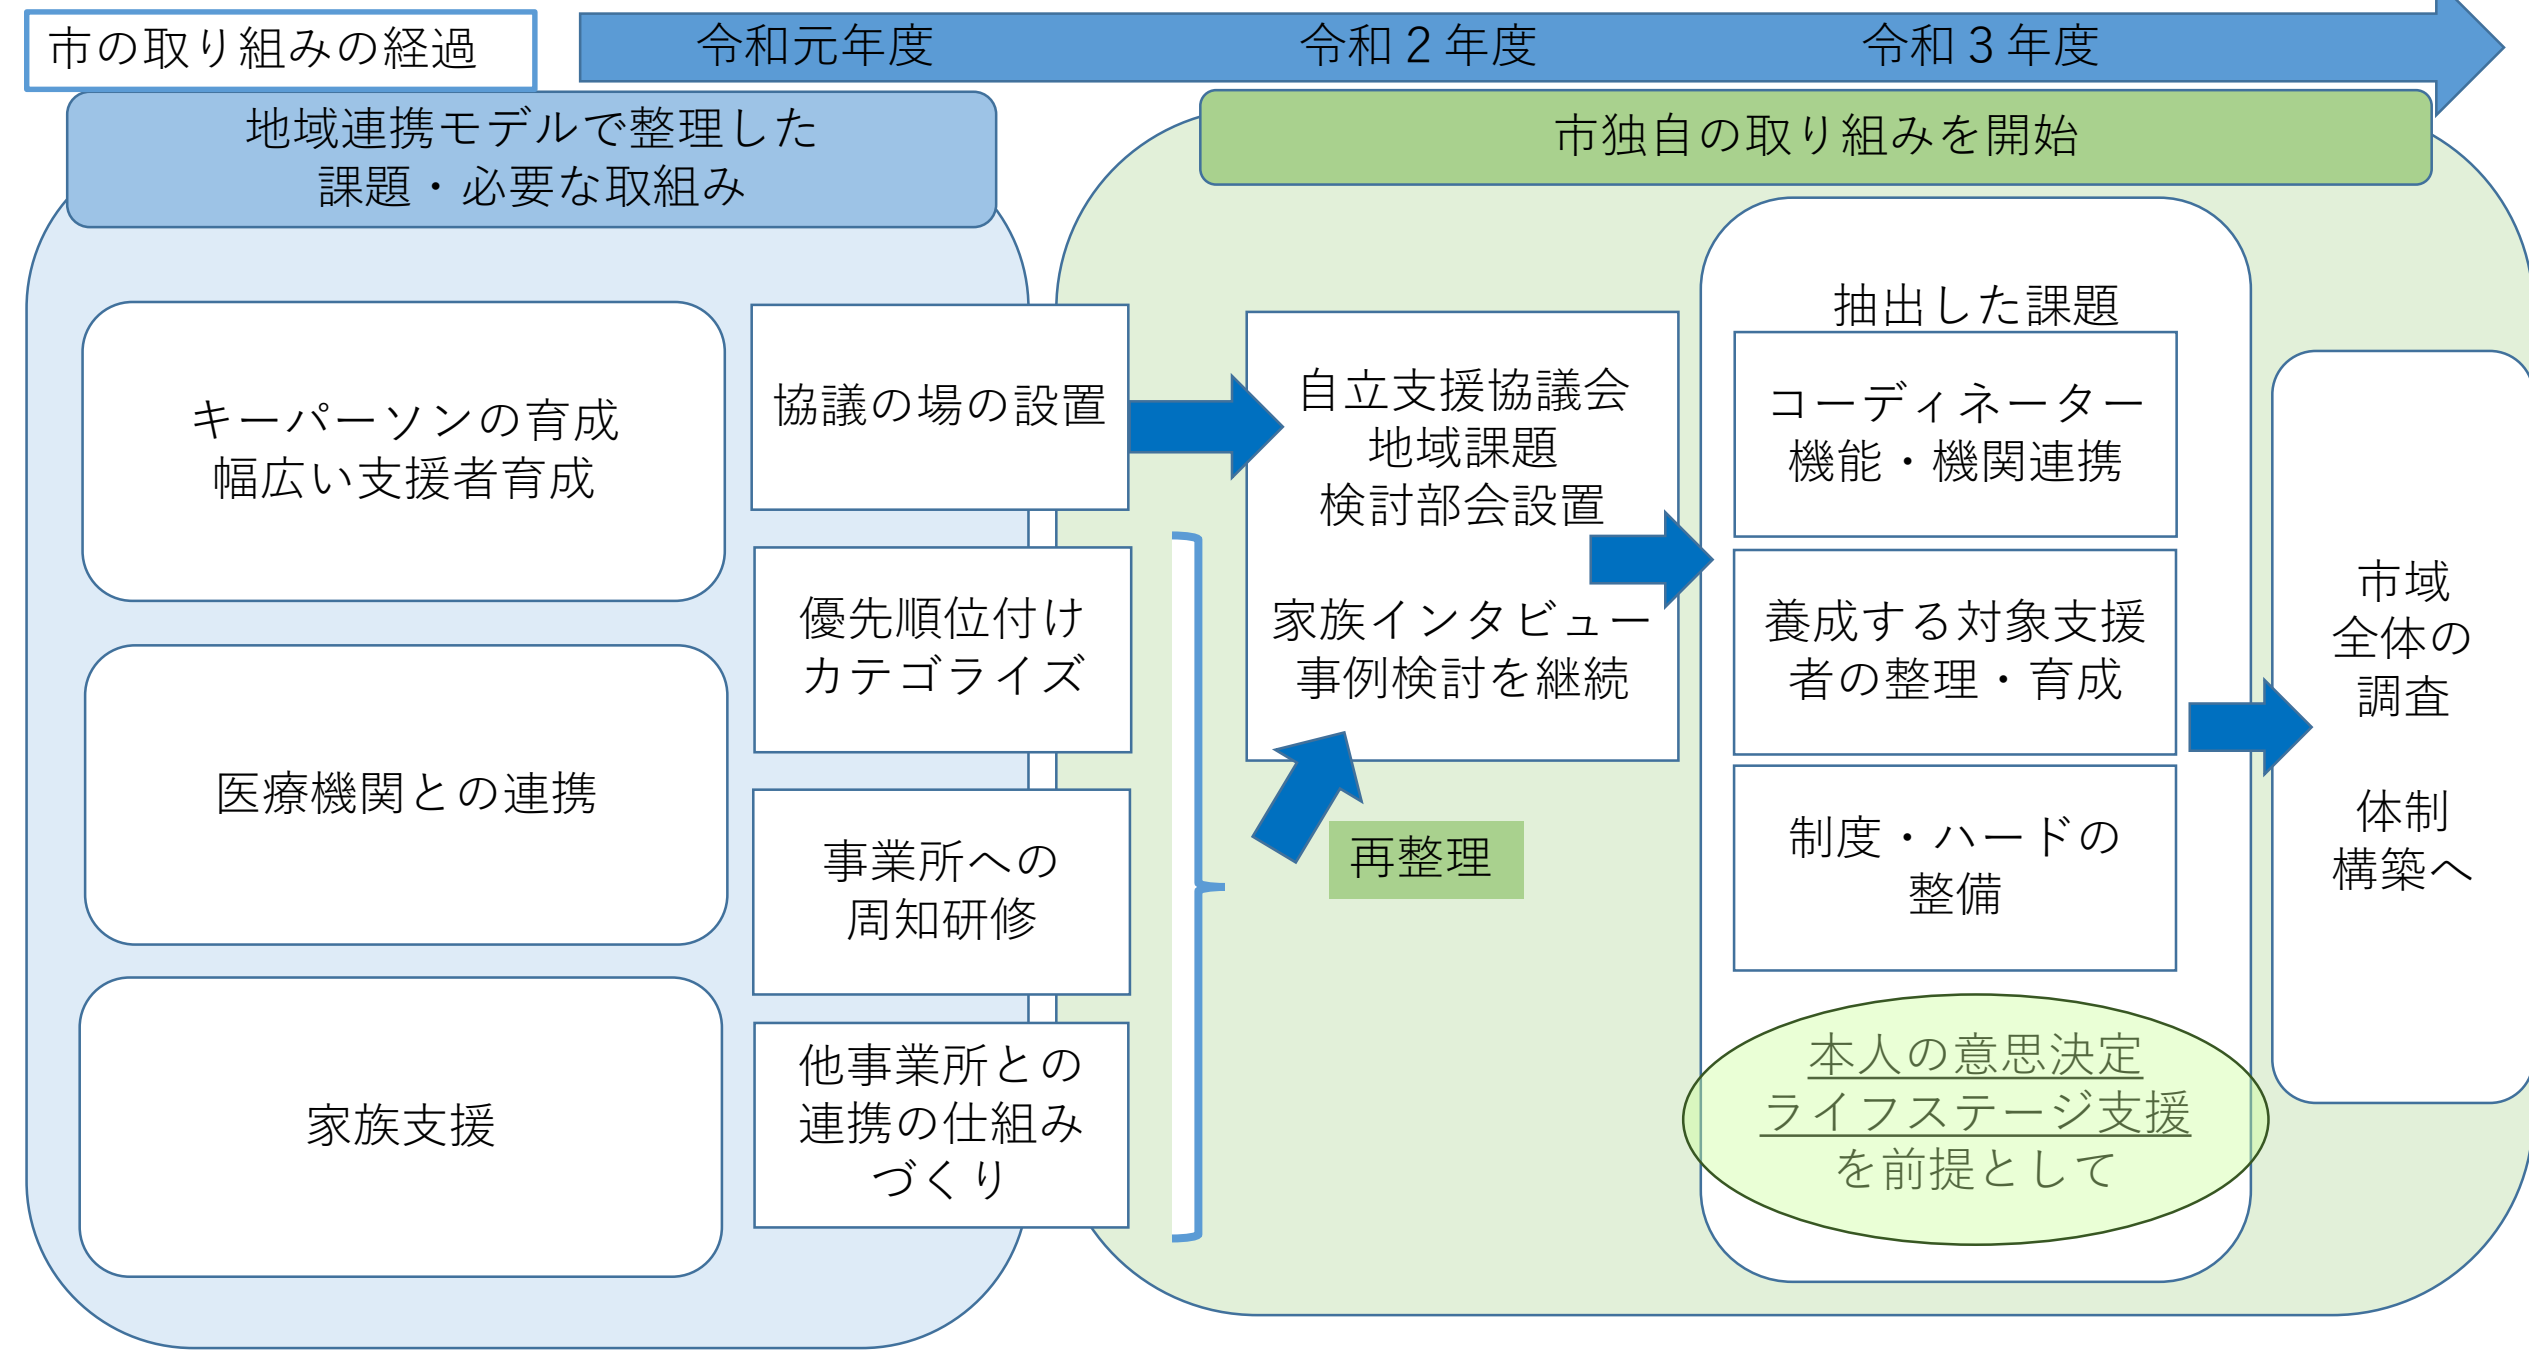 市の取り組みの経過
令和元年度
令和２年度
令和３年度
地域連携モデルで整理した
課題・必要な取組み
市独自の取り組みを開始
キーパーソンの育成
幅広い支援者育成
医療機関との連携
家族支援
協議の場の設置
優先順位付け
カテゴライズ
事業所への
周知研修
他事業所との
連携の仕組み
づくり
自立支援協議会
地域課題
検討部会設置
家族インタビュー
事例検討を継続
再整理
抽出した課題
コーディネーター
機能・機関連携
養成する対象支援
者の整理・育成
制度・ハードの
整備
本人の意思決定
ライフステージ支援
を前提として
市域
全体の
調査
体制
構築へ